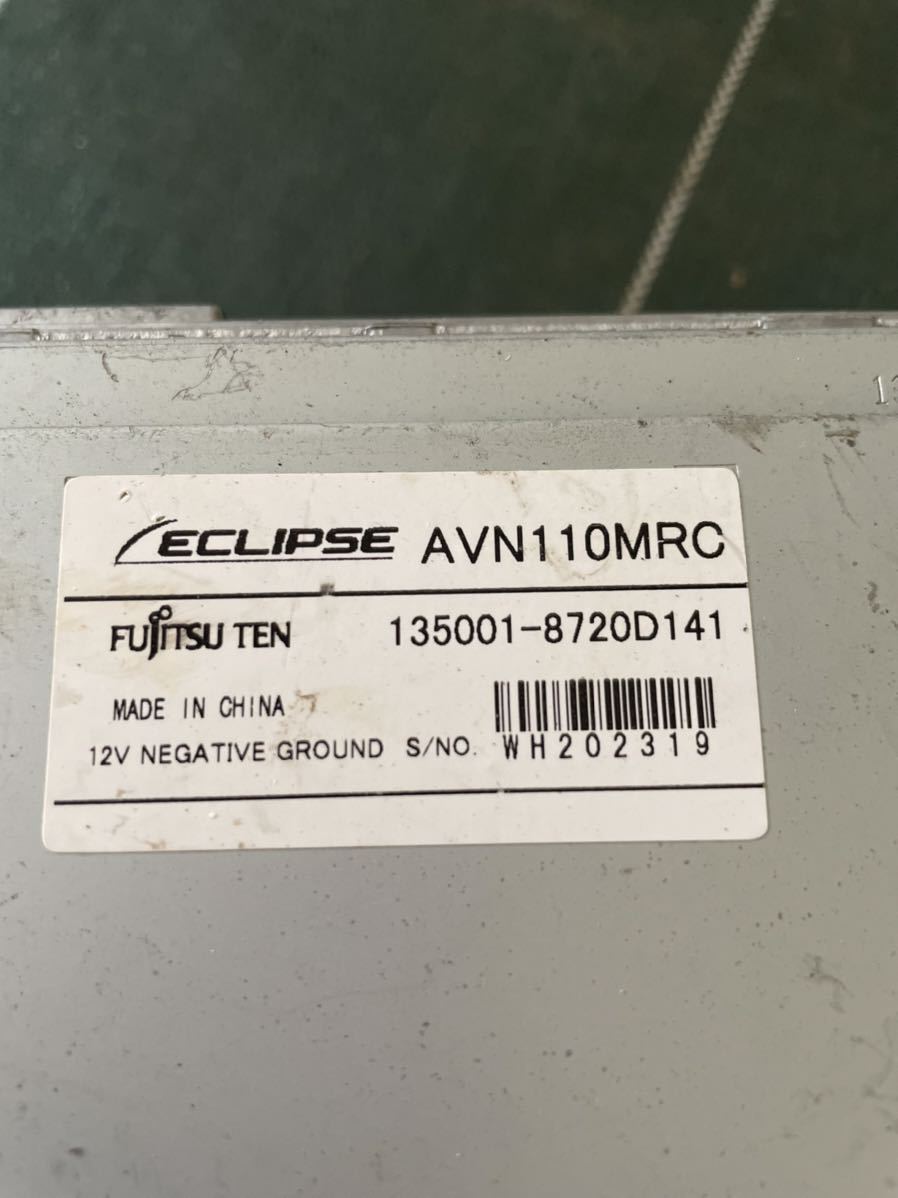 ECLIPSE AVN110MRC
FUJITSU TEN 135001-8720D141
MADE IN CHINA
12V NEGATIVE GROUND S/NO. WH202319